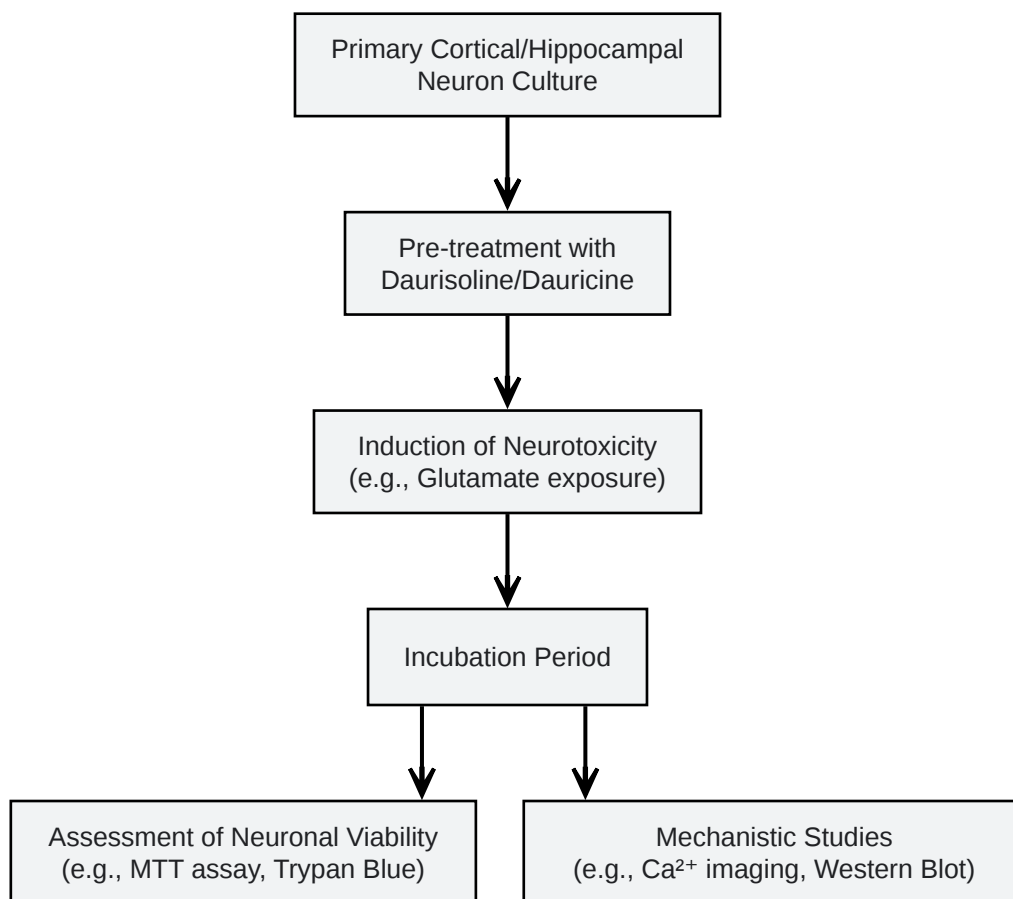 Primary Cortical/Hippocampal
Neuron Culture
Pre-treatment with
Daurisoline/Dauricine
Induction of Neurotoxicity
(e.g., Glutamate exposure)
Incubation Period
Assessment of Neuronal Viability
(e.g., MTT assay, Trypan Blue)
Mechanistic Studies
(e.g., Ca²⁺ imaging, Western Blot)